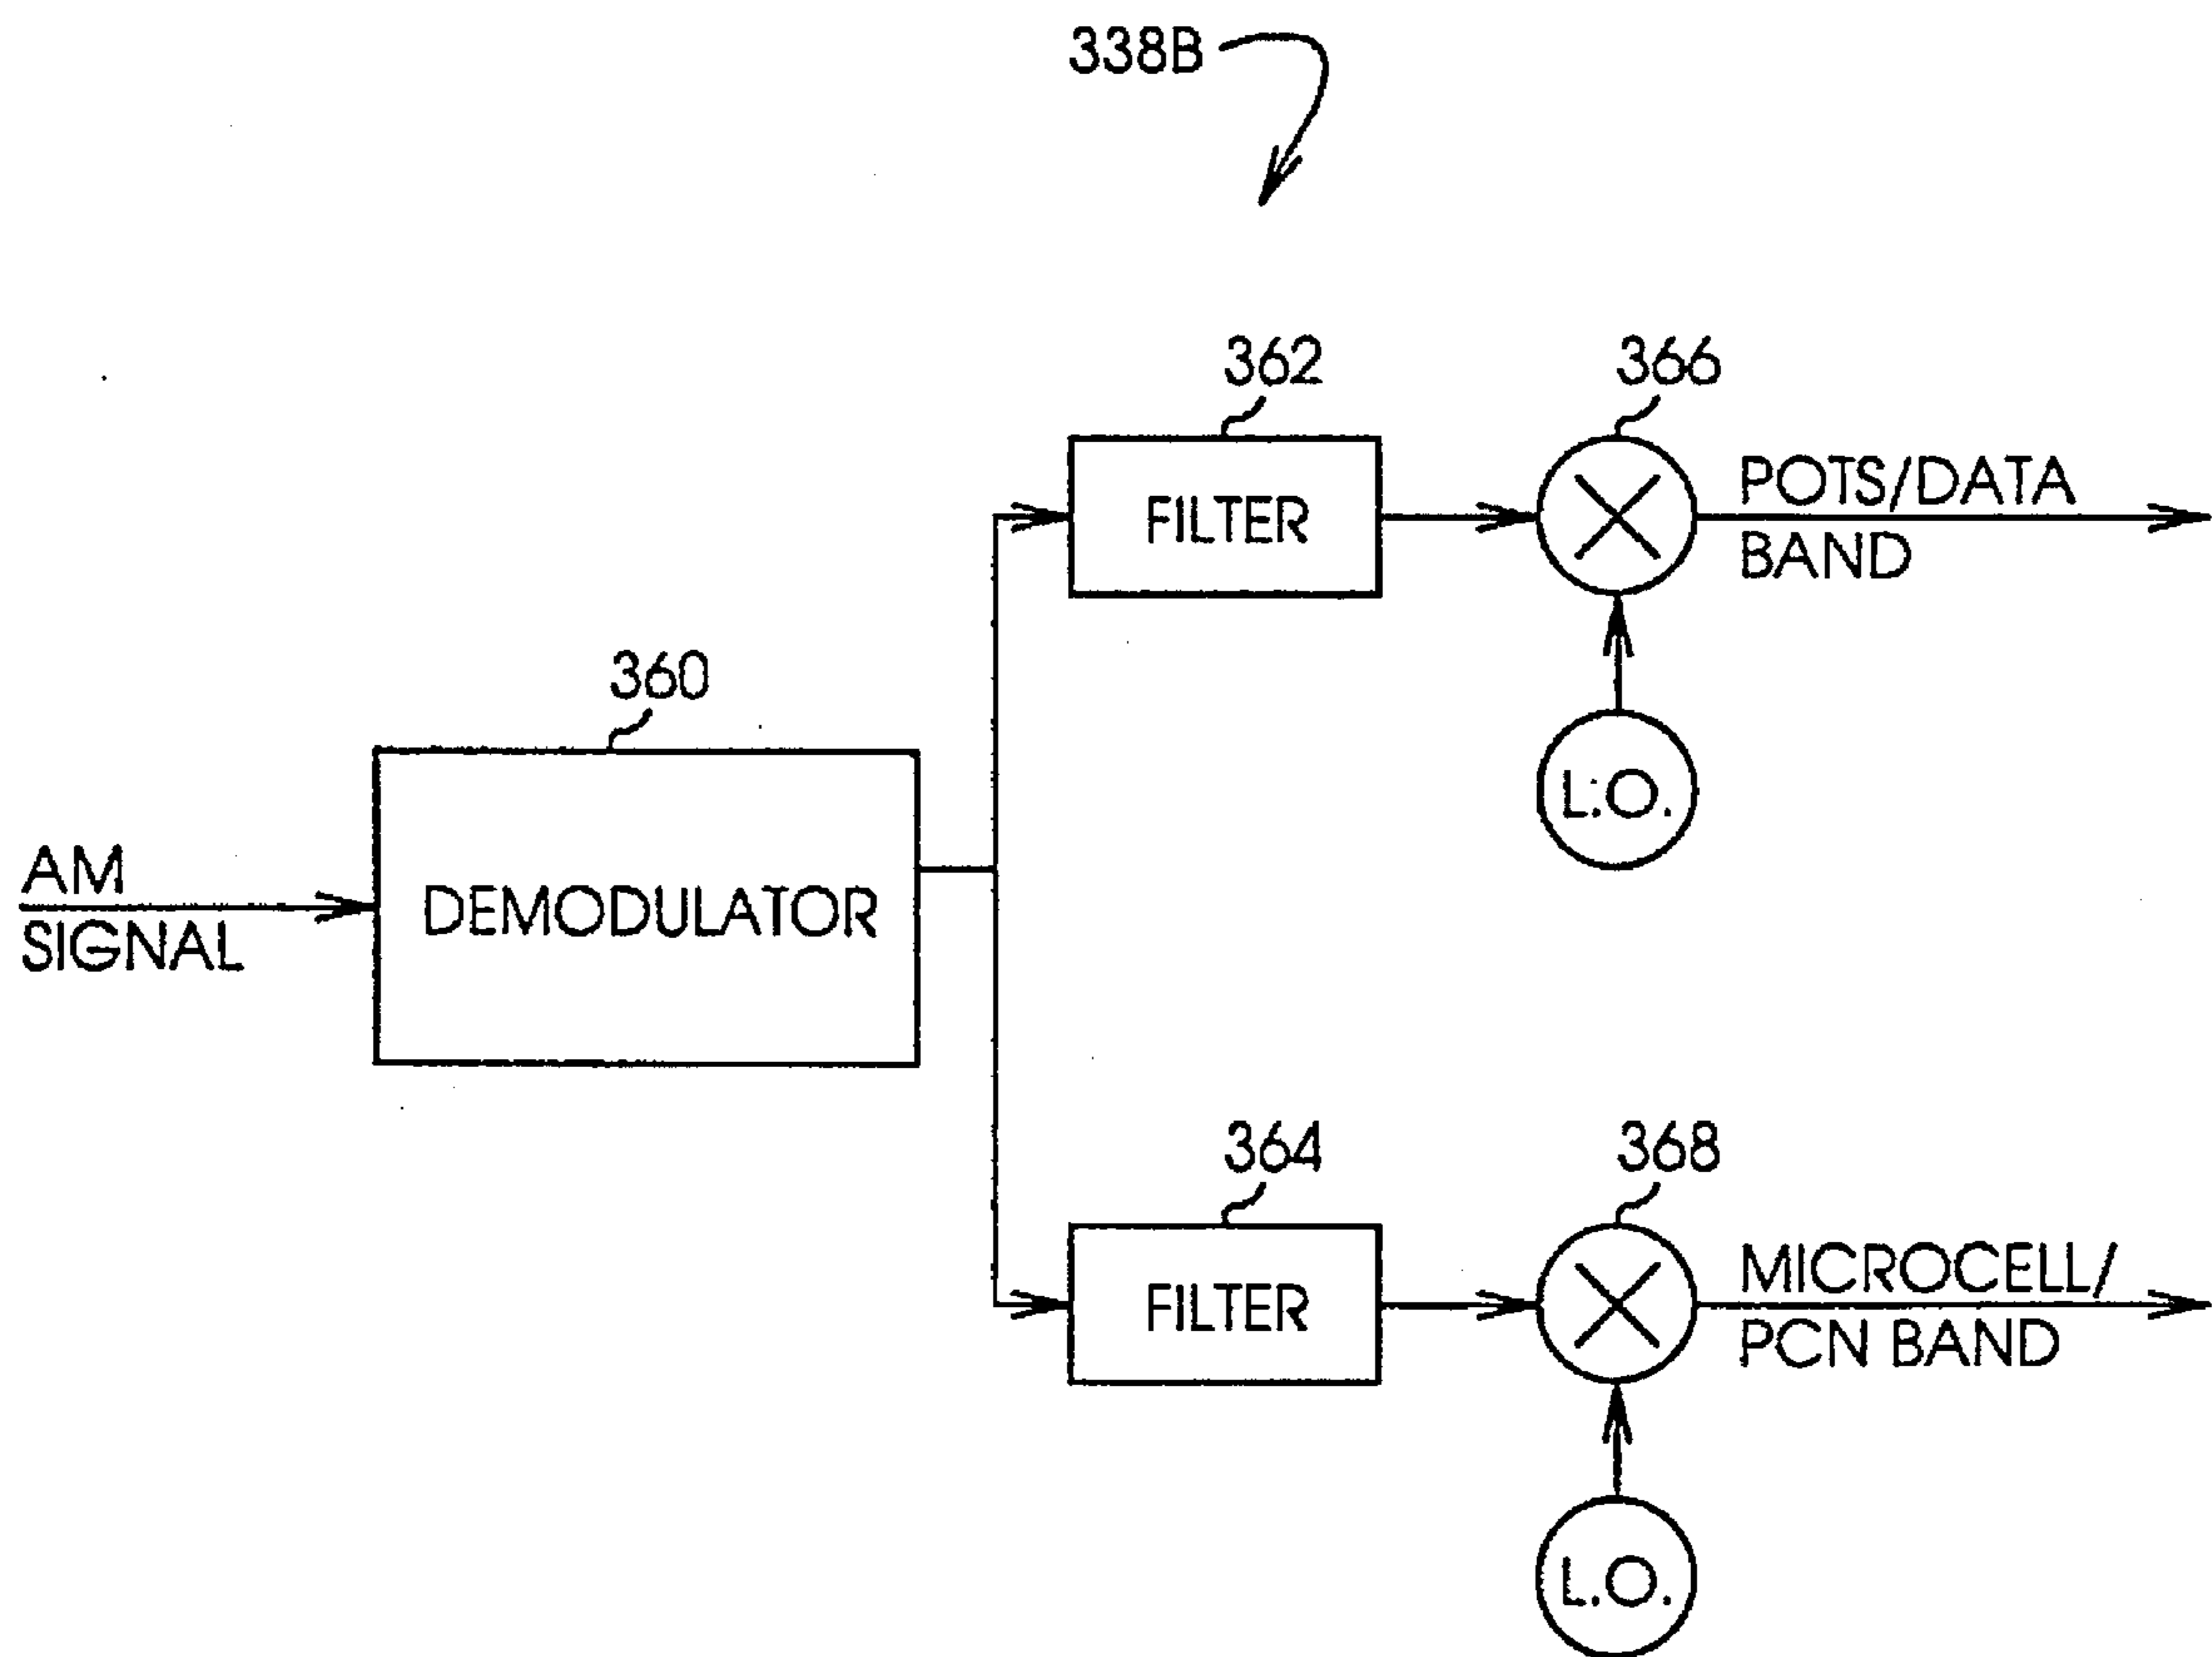 338B
362
366
FILTER
POTS/DATA
BAND
L.O.
360
AM
SIGNAL
DEMODULATOR
364
368
FILTER
MICROCELL/
PCN BAND
L.O.